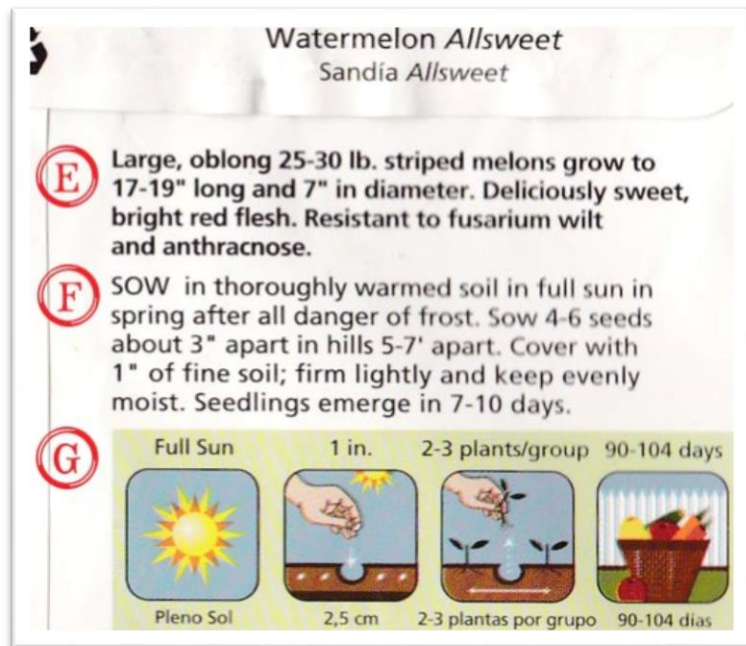 Watermelon Allsweet
Sandía Allsweet
E
Large, oblong 25-30 lb. striped melons grow to
17-19" long and 7" in diameter. Deliciously sweet,
bright red flesh. Resistant to fusarium wilt
and anthracnose.
F
SOW in thoroughly warmed soil in full sun in
spring after all danger of frost. Sow 4-6 seeds
about 3" apart in hills 5-7' apart. Cover with
1" of fine soil; firm lightly and keep evenly
moist. Seedlings emerge in 7-10 days.
G
Full Sun 1 in. 2-3 plants/group 90-104 days
Pleno Sol 2,5 cm 2-3 plantas por grupo 90-104 días